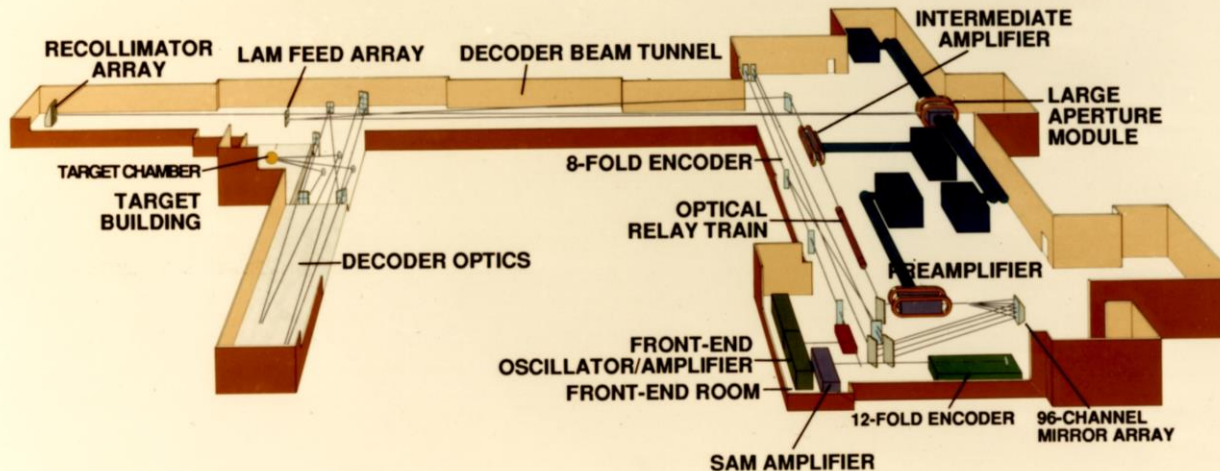 INTERMEDIATE
AMPLIFIER
RECOLLIMATOR
ARRAY
LAM FEED ARRAY
DECODER BEAM TUNNEL
LARGE
APERTURE
MODULE
8-FOLD ENCODER
TARGET CHAMBER
TARGET
BUILDING
OPTICAL
RELAY TRAIN
DECODER OPTICS
PREAMPLIFIER
FRONT-END
OSCILLATOR/AMPLIFIER
FRONT-END ROOM
12-FOLD ENCODER
96-CHANNEL
MIRROR ARRAY
SAM AMPLIFIER